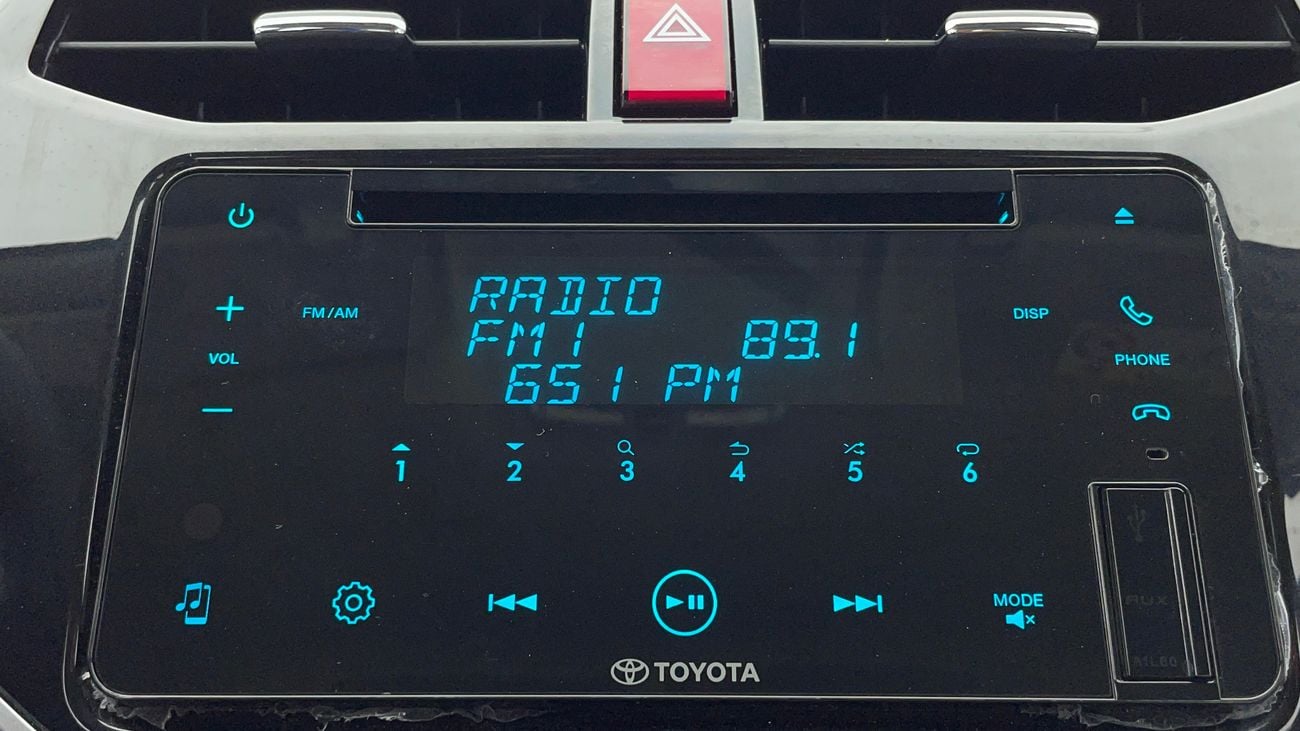 RADIO
FM/AM
DISP
FM1 89.1
VOL
PHONE
651 PM
1 2 3 4 5 6
MODE
AUX
TOYOTA